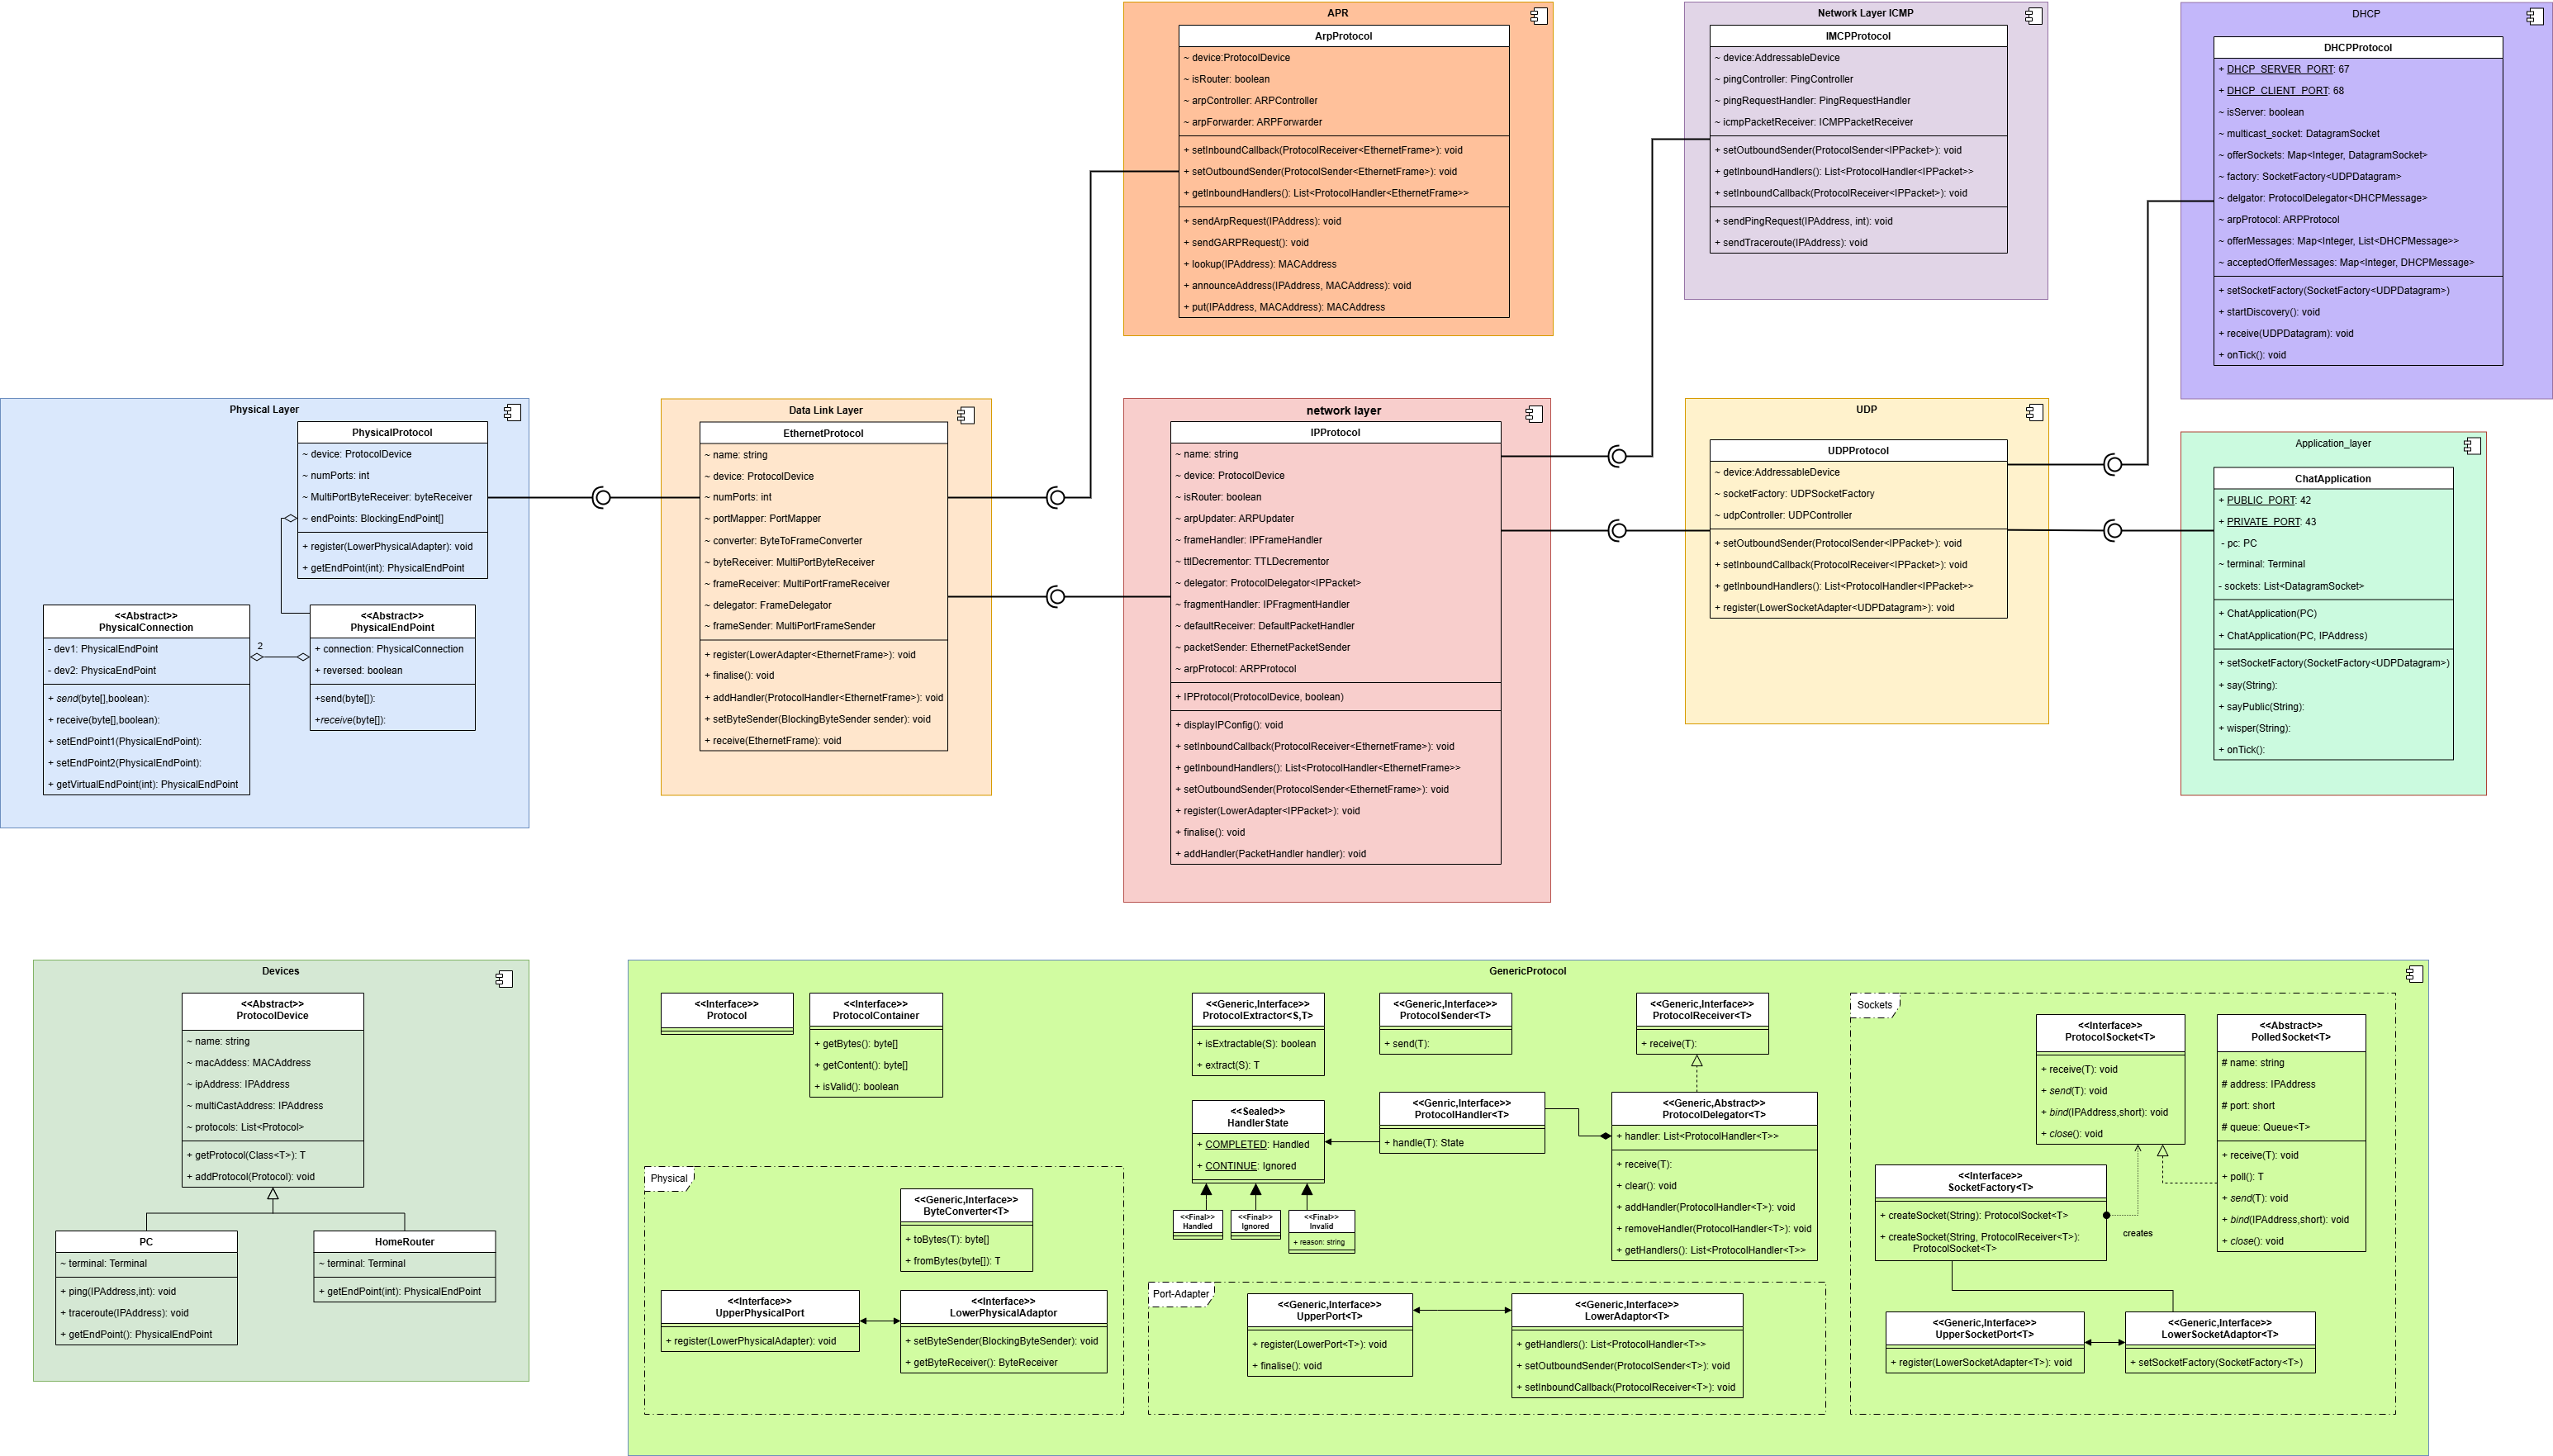 APR
ArpProtocol
~ device:ProtocolDevice
~ isRouter: boolean
~ arpController: ARPController
~ arpForwarder: ARPForwarder
+ setInboundCallback(ProtocolReceiver<EthernetFrame>): void
+ setOutboundSender(ProtocolSender<EthernetFrame>): void
+ getInboundHandlers(): List<ProtocolHandler<EthernetFrame>>
+ sendArpRequest(IPAddress): void
+ sendGARPRequest(): void
+ lookup(IPAddress): MACAddress
+ announceAddress(IPAddress, MACAddress): void
+ put(IPAddress, MACAddress): MACAddress
Network Layer ICMP
IMCPProtocol
~ device:AddressableDevice
~ pingController: PingController
~ pingRequestHandler: PingRequestHandler
~ icmpPacketReceiver: ICMPPacketReceiver
+ setOutboundSender(ProtocolSender<IPPacket>): void
+ getInboundHandlers(): List<ProtocolHandler<IPPacket>>
+ setInboundCallback(ProtocolReceiver<IPPacket>): void
+ sendPingRequest(IPAddress, int): void
+ sendTraceroute(IPAddress): void
DHCP
DHCPProtocol
+ DHCP_SERVER_PORT: 67
+ DHCP_CLIENT_PORT: 68
~ isServer: boolean
~ multicast_socket: DatagramSocket
~ offerSockets: Map<Integer, DatagramSocket>
~ factory: SocketFactory<UDPDatagram>
~ delgator: ProtocolDelegator<DHCPMessage>
~ arpProtocol: ARPProtocol
~ offerMessages: Map<Integer, List<DHCPMessage>>
~ acceptedOfferMessages: Map<Integer, DHCPMessage>
+ setSocketFactory(SocketFactory<UDPDatagram>)
+ startDiscovery(): void
+ receive(UDPDatagram): void
+ onTick(): void
Physical Layer
PhysicalProtocol
~ device: ProtocolDevice
~ numPorts: int
~ MultiPortByteReceiver: byteReceiver
~ endPoints: BlockingEndPoint[]
+ register(LowerPhysicalAdapter): void
+ getEndPoint(int): PhysicalEndPoint
<<Abstract>>
PhysicalConnection
- dev1: PhysicalEndPoint
- dev2: PhysicaEndPoint
+ send(byte[],boolean):
+ receive(byte[],boolean):
+ setEndPoint1(PhysicalEndPoint):
+ setEndPoint2(PhysicalEndPoint):
+ getVirtualEndPoint(int): PhysicalEndPoint
2
<<Abstract>>
PhysicalEndPoint
+ connection: PhysicalConnection
+ reversed: boolean
+send(byte[]):
+receive(byte[]):
Data Link Layer
EthernetProtocol
~ name: string
~ device: ProtocolDevice
~ numPorts: int
~ portMapper: PortMapper
~ converter: ByteToFrameConverter
~ byteReceiver: MultiPortByteReceiver
~ frameReceiver: MultiPortFrameReceiver
~ delegator: FrameDelegator
~ frameSender: MultiPortFrameSender
+ register(LowerAdapter<EthernetFrame>): void
+ finalise(): void
+ addHandler(ProtocolHandler<EthernetFrame>): void
+ setByteSender(BlockingByteSender sender): void
+ receive(EthernetFrame): void
network layer
IPProtocol
~ name: string
~ device: ProtocolDevice
~ isRouter: boolean
~ arpUpdater: ARPUpdater
~ frameHandler: IPFrameHandler
~ ttlDecrementor: TTLDecrementor
~ delegator: ProtocolDelegator<IPPacket>
~ fragmentHandler: IPFragmentHandler
~ defaultReceiver: DefaultPacketHandler
~ packetSender: EthernetPacketSender
~ arpProtocol: ARPProtocol
+ IPProtocol(ProtocolDevice, boolean)
+ displayIPConfig(): void
+ setInboundCallback(ProtocolReceiver<EthernetFrame>): void
+ getInboundHandlers(): List<ProtocolHandler<EthernetFrame>>
+ setOutboundSender(ProtocolSender<EthernetFrame>): void
+ register(LowerAdapter<IPPacket>): void
+ finalise(): void
+ addHandler(PacketHandler handler): void
UDP
UDPProtocol
~ device:AddressableDevice
~ socketFactory: UDPSocketFactory
~ udpController: UDPController
+ setOutboundSender(ProtocolSender<IPPacket>): void
+ setInboundCallback(ProtocolReceiver<IPPacket>): void
+ getInboundHandlers(): List<ProtocolHandler<IPPacket>>
+ register(LowerSocketAdapter<UDPDatagram>): void
Application_layer
ChatApplication
+ PUBLIC_PORT: 42
+ PRIVATE_PORT: 43
- pc: PC
~ terminal: Terminal
- sockets: List<DatagramSocket>
+ ChatApplication(PC)
+ ChatApplication(PC, IPAddress)
+ setSocketFactory(SocketFactory<UDPDatagram>)
+ say(String):
+ sayPublic(String):
+ wisper(String):
+ onTick():
Devices
<<Abstract>>
ProtocolDevice
~ name: string
~ macAddess: MACAddress
~ ipAddress: IPAddress
~ multiCastAddress: IPAddress
~ protocols: List<Protocol>
+ getProtocol(Class<T>): T
+ addProtocol(Protocol): void
PC
~ terminal: Terminal
+ ping(IPAddress,int): void
+ traceroute(IPAddress): void
+ getEndPoint(): PhysicalEndPoint
HomeRouter
~ terminal: Terminal
+ getEndPoint(int): PhysicalEndPoint
GenericProtocol
<<Interface>>
Protocol
<<Interface>>
ProtocolContainer
+ getBytes(): byte[]
+ getContent(): byte[]
+ isValid(): boolean
<<Generic,Interface>>
ProtocolExtractor<S,T>
+ isExtractable(S): boolean
+ extract(S): T
<<Generic,Interface>>
ProtocolSender<T>
+ send(T):
<<Generic,Interface>>
ProtocolReceiver<T>
+ receive(T):
<<Sealed>>
HandlerState
+ COMPLETED: Handled
+ CONTINUE: Ignored
<<Final>>
Handled
<<Final>>
Ignored
<<Final>>
Invalid
+ reason: string
<<Genric,Interface>>
ProtocolHandler<T>
+ handle(T): State
<<Generic,Abstract>>
ProtocolDelegator<T>
+ handler: List<ProtocolHandler<T>>
+ receive(T):
+ clear(): void
+ addHandler(ProtocolHandler<T>): void
+ removeHandler(ProtocolHandler<T>): void
+ getHandlers(): List<ProtocolHandler<T>>
Physical
<<Generic,Interface>>
ByteConverter<T>
+ toBytes(T): byte[]
+ fromBytes(byte[]): T
<<Interface>>
UpperPhysicalPort
+ register(LowerPhysicalAdapter): void
<<Interface>>
LowerPhysicalAdaptor
+ setByteSender(BlockingByteSender): void
+ getByteReceiver(): ByteReceiver
Port-Adapter
<<Generic,Interface>>
UpperPort<T>
+ register(LowerPort<T>): void
+ finalise(): void
<<Generic,Interface>>
LowerAdaptor<T>
+ getHandlers(): List<ProtocolHandler<T>>
+ setOutboundSender(ProtocolSender<T>): void
+ setInboundCallback(ProtocolReceiver<T>): void
Sockets
<<Interface>>
ProtocolSocket<T>
+ receive(T): void
+ send(T): void
+ bind(IPAddress,short): void
+ close(): void
<<Abstract>>
PolledSocket<T>
# name: string
# address: IPAddress
# port: short
# queue: Queue<T>
+ receive(T): void
+ poll(): T
+ send(T): void
+ bind(IPAddress,short): void
+ close(): void
<<Interface>>
SocketFactory<T>
+ createSocket(String): ProtocolSocket<T>
+ createSocket(String, ProtocolReceiver<T>):
ProtocolSocket<T>
creates
<<Generic,Interface>>
UpperSocketPort<T>
+ register(LowerSocketAdapter<T>): void
<<Generic,Interface>>
LowerSocketAdaptor<T>
+ setSocketFactory(SocketFactory<T>)